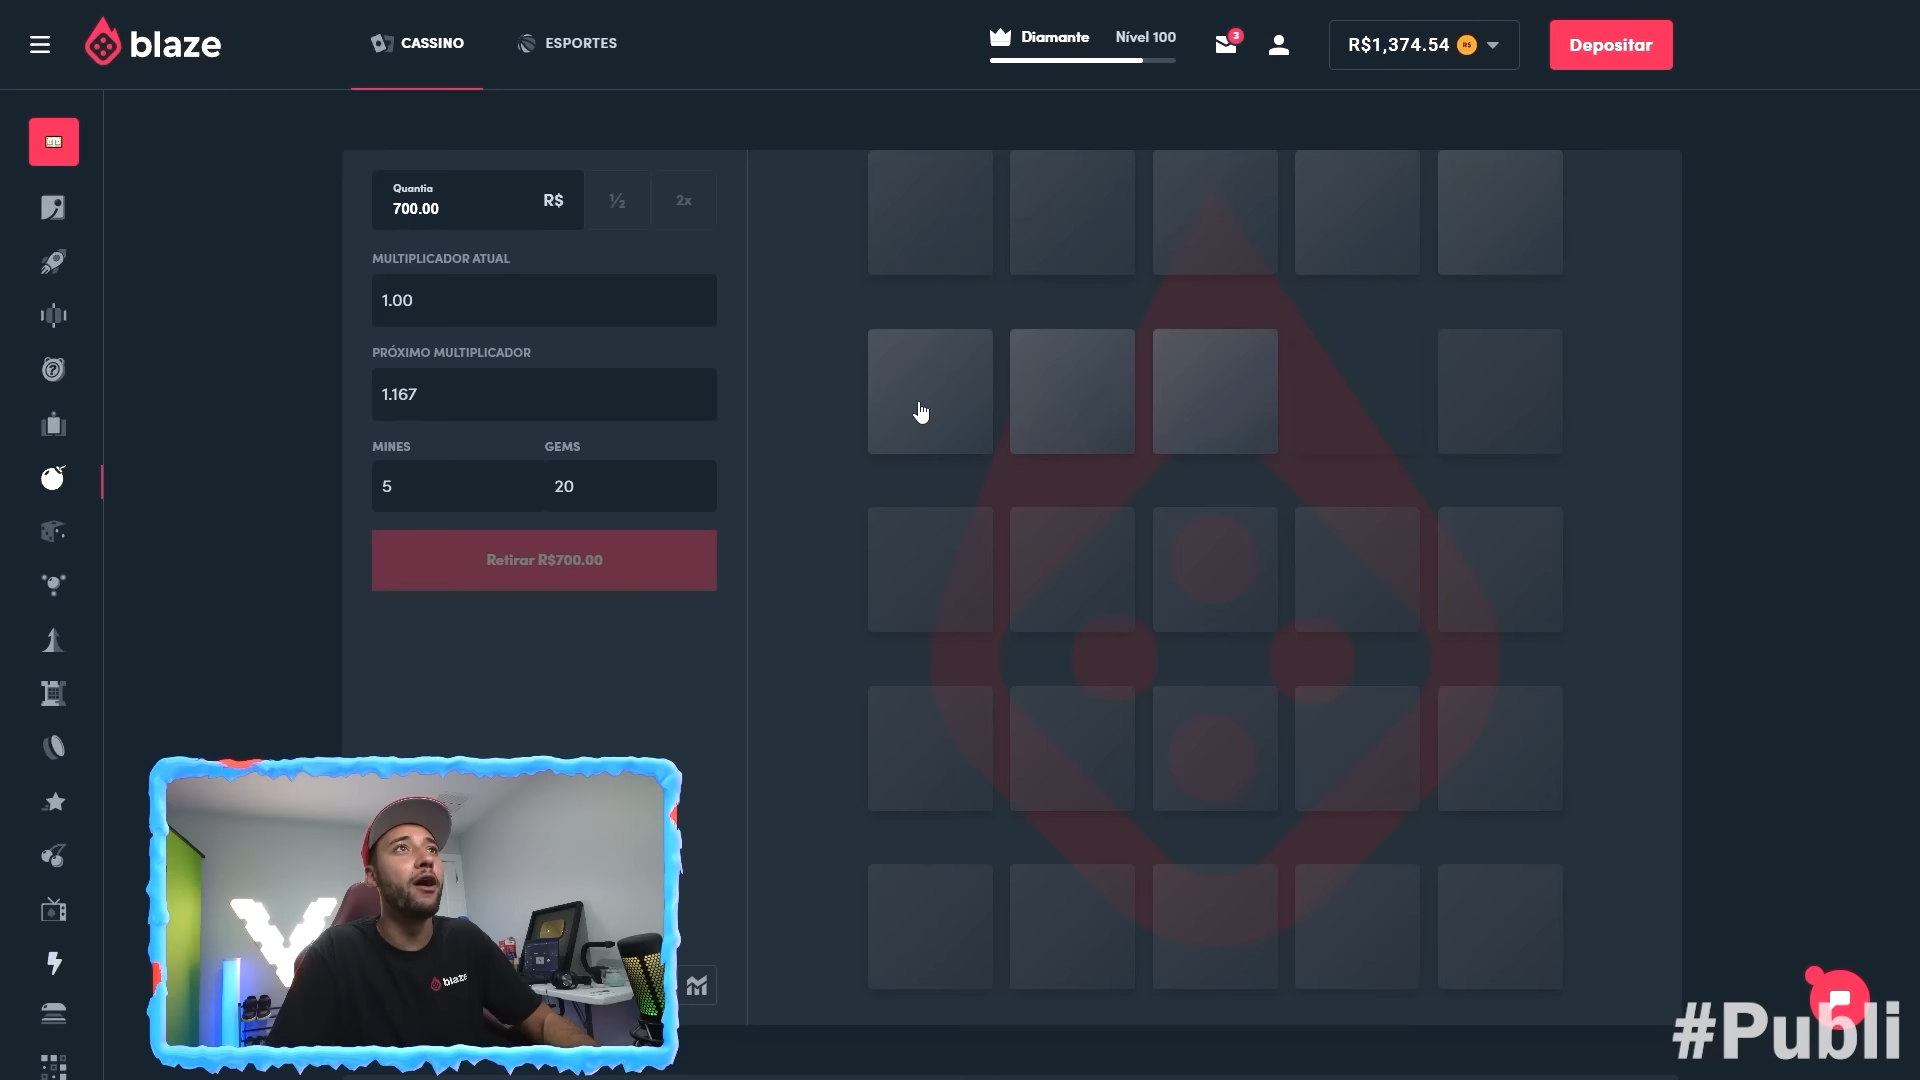 blaze
CASSINO
ESPORTES
Diamante
Nível 100
3
R$1,374.54
R$
Depositar
Quantia
700.00
R$
½
2x
MULTIPLICADOR ATUAL
1.00
PRÓXIMO MULTIPLICADOR
1.167
MINES
GEMS
5
20
Retirar R$700.00
blaze
#Publi